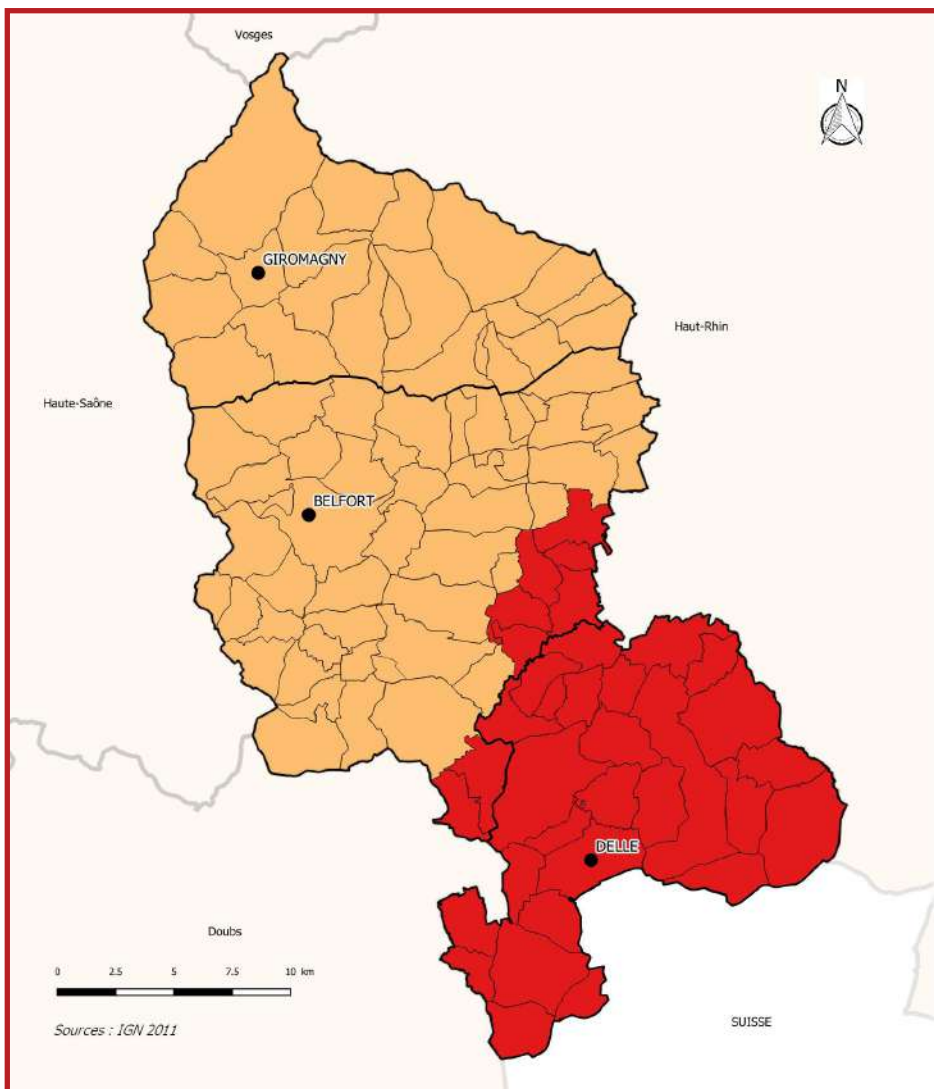 Vosges
N
GIROMAGNY
Haut-Rhin
Haute-Saône
BELFORT
DELLE
Doubs
0 2.5 5 7.5 10 km
Sources : IGN 2011
SUISSE